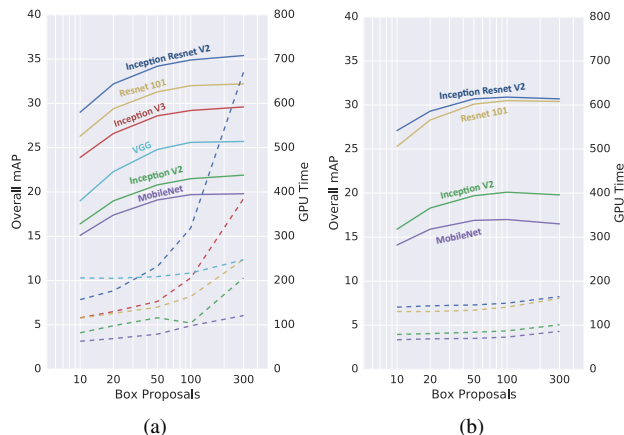 40
35
30
25
20
15
10
5
0
Overall mAP
Inception Resnet V2
Resnet 101
Inception V3
VGG
Inception V2
MobileNet
800
700
600
500
400
300
200
100
0
GPU Time
10 20 50 100 300
Box Proposals
(a)
40
35
30
25
20
15
10
5
0
Overall mAP
Inception Resnet V2
Resnet 101
Inception V2
MobileNet
800
700
600
500
400
300
200
100
0
GPU Time
10 20 50 100 300
Box Proposals
(b)